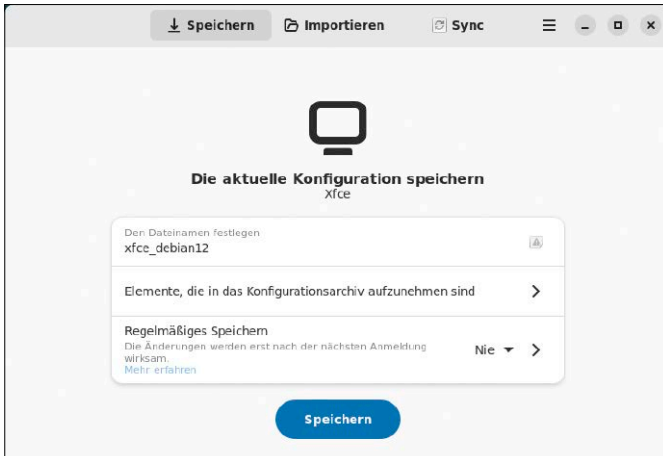 Speichern
Importieren
Sync
Die aktuelle Konfiguration speichern
Xfce
Den Dateinamen festlegen
xfce_debian12
Elemente, die in das Konfigurationsarchiv aufzunehmen sind
Regelmäßiges Speichern
Die Änderungen werden erst nach der nächsten Anmeldung
wirksam.
Nie
Mehr erfahren
Speichern